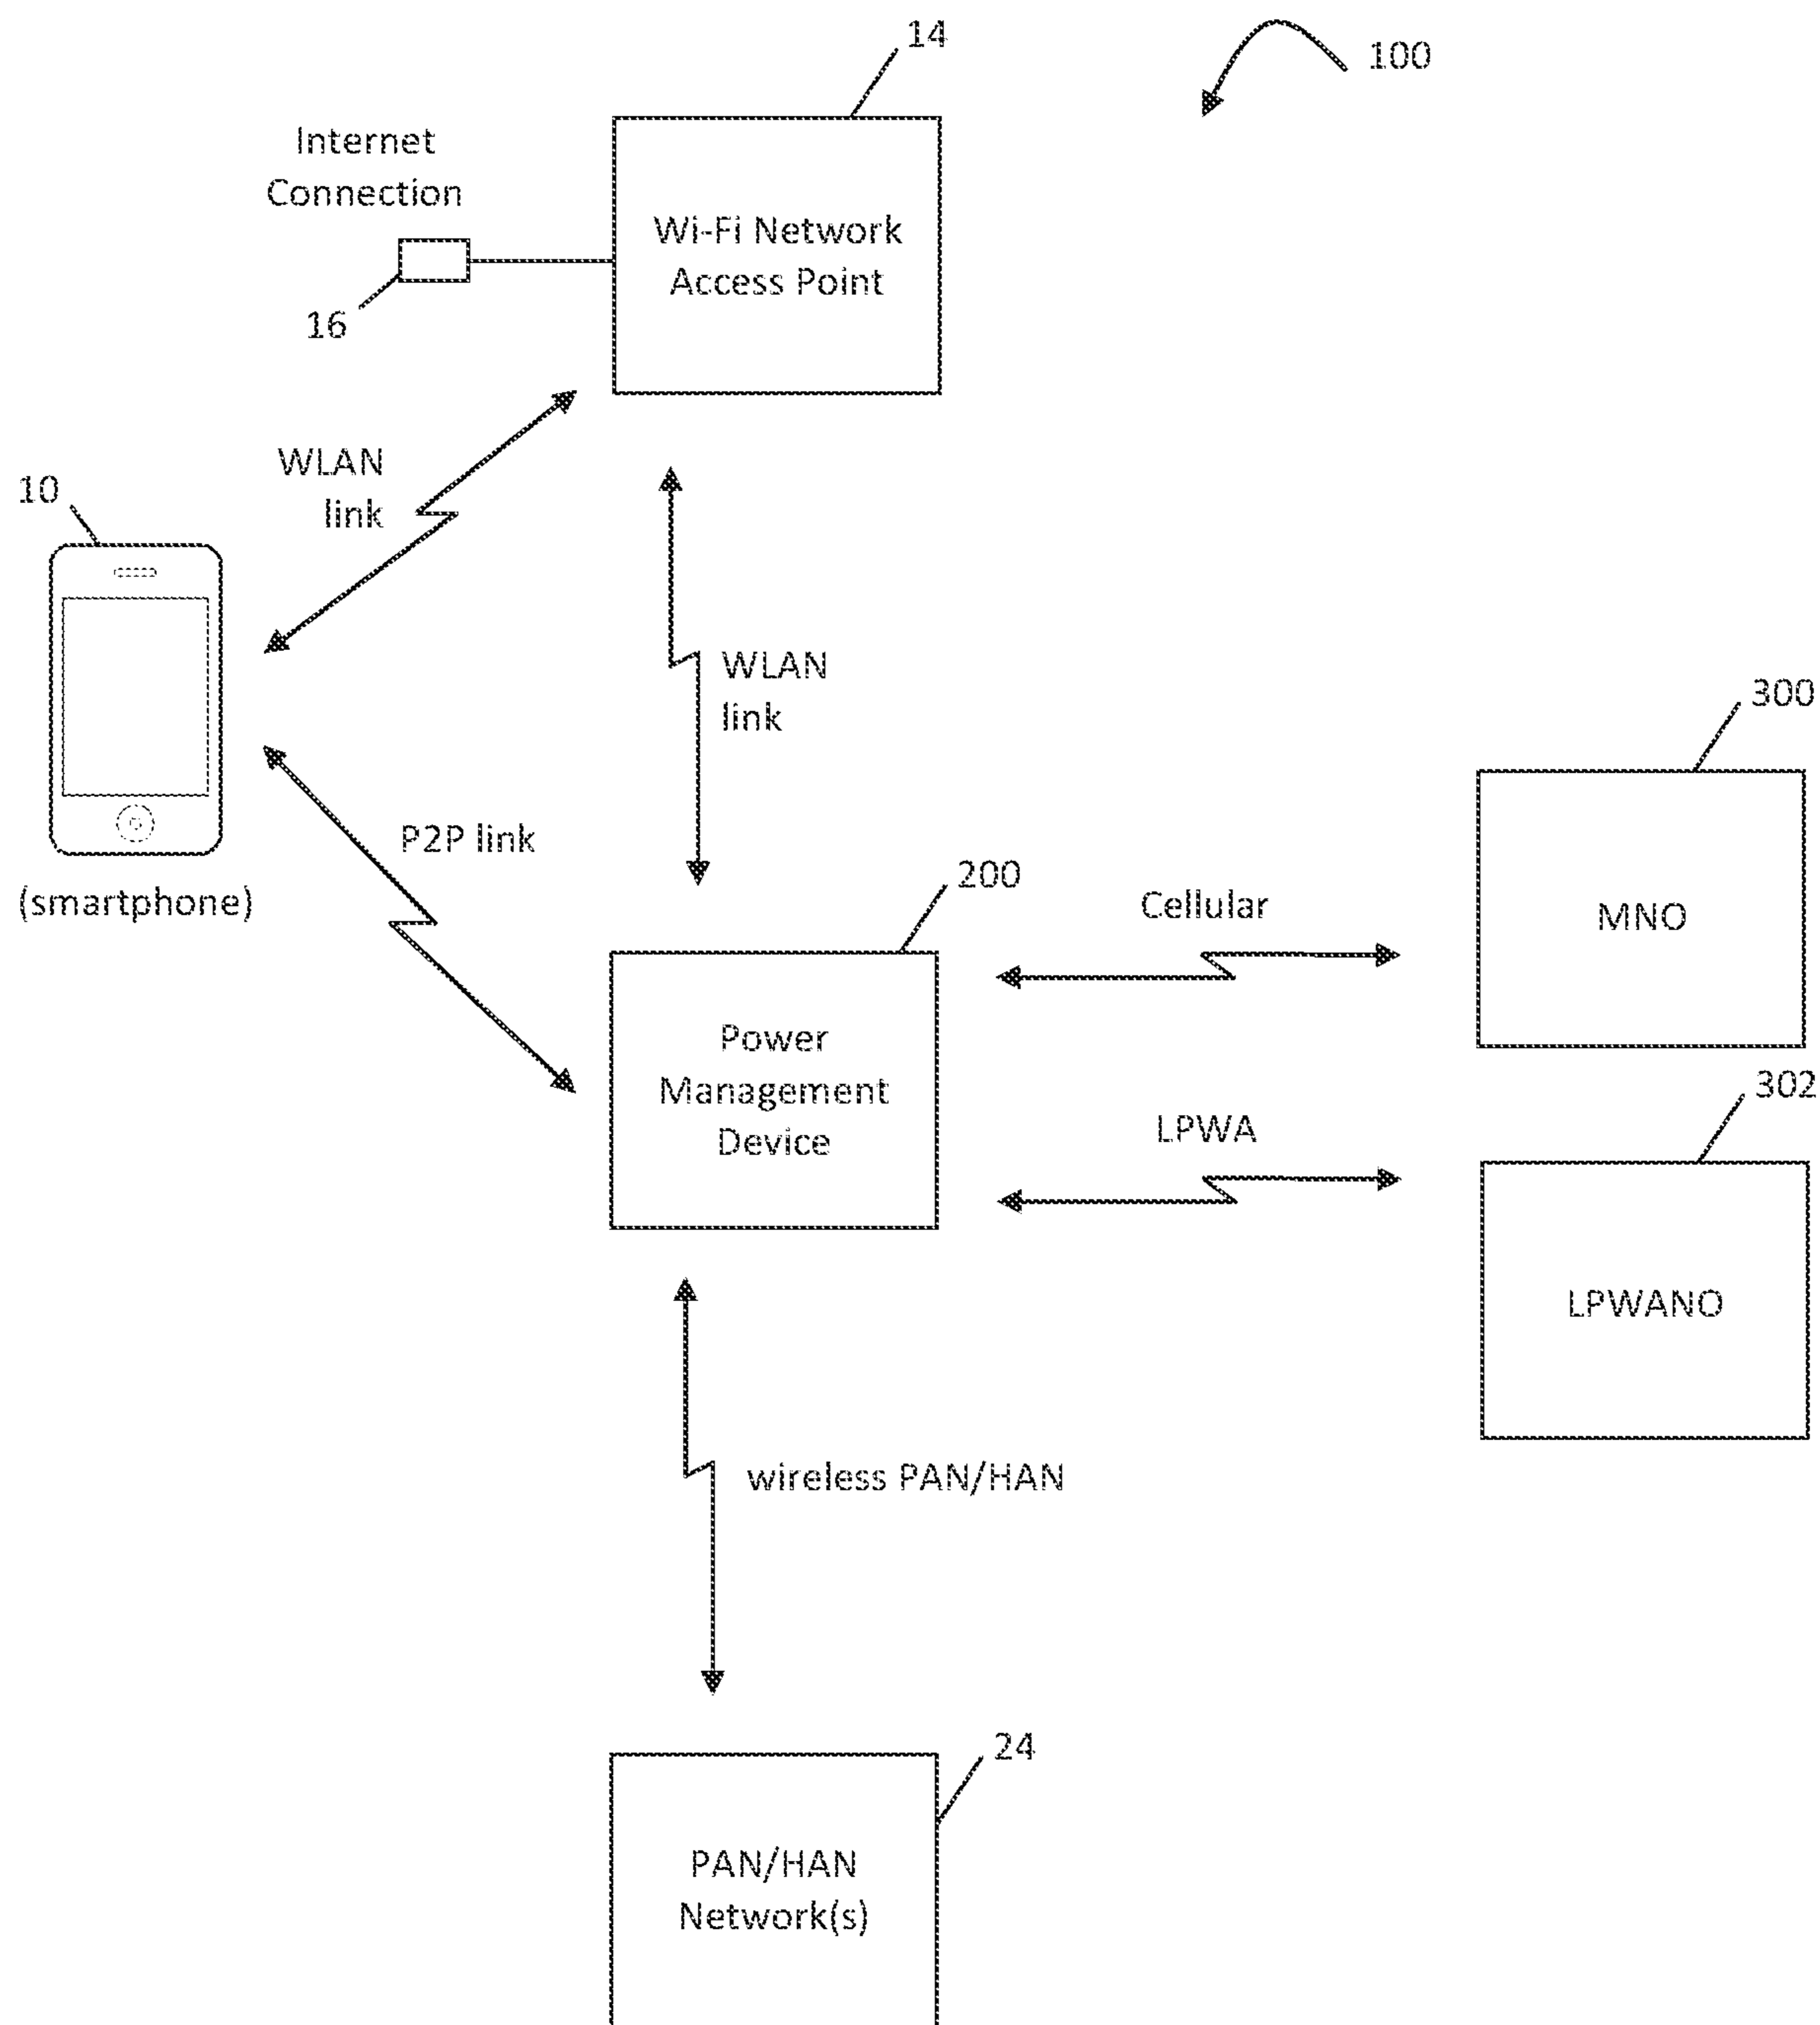 14
100
Internet
Connection
Wi-Fi Network
Access Point
16
WLAN
link
10
WLAN
link
300
P2P link
200
(smartphone)
Cellular
MNO
Power
Management
Device
302
LPWA
LPWANO
wireless PAN/HAN
24
PAN/HAN
Network(s)